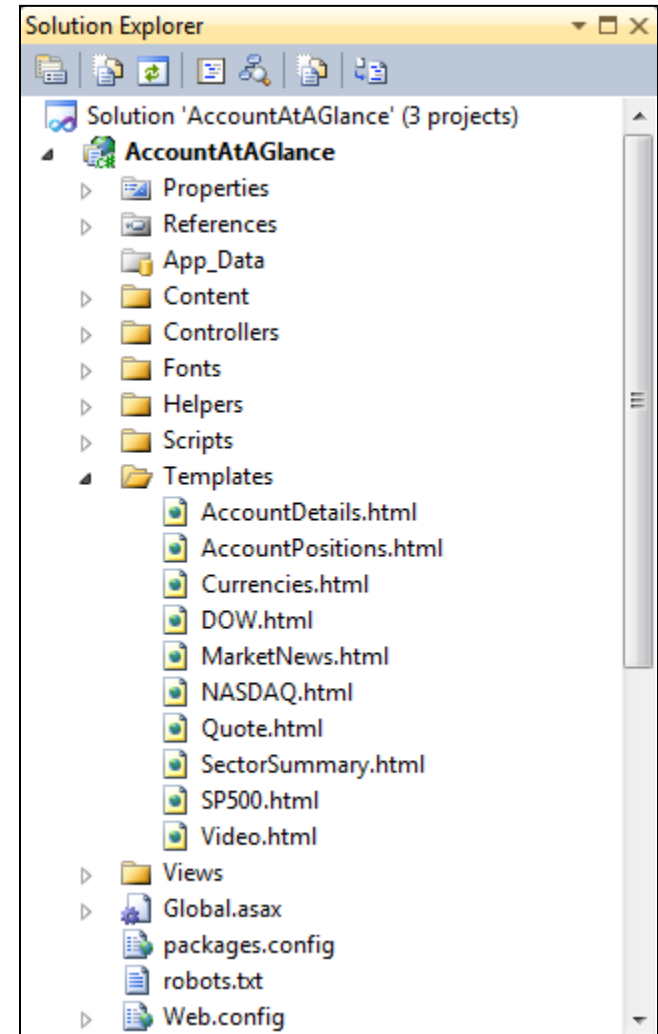 Solution Explorer
Solution 'AccountAtAGlance' (3 projects)
AccountAtAGlance
Properties
References
App_Data
Content
Controllers
Fonts
Helpers
Scripts
Templates
AccountDetails.html
AccountPositions.html
Currencies.html
DOW.html
MarketNews.html
NASDAQ.html
Quote.html
SectorSummary.html
SP500.html
Video.html
Views
Global.asax
packages.config
robots.txt
Web.config